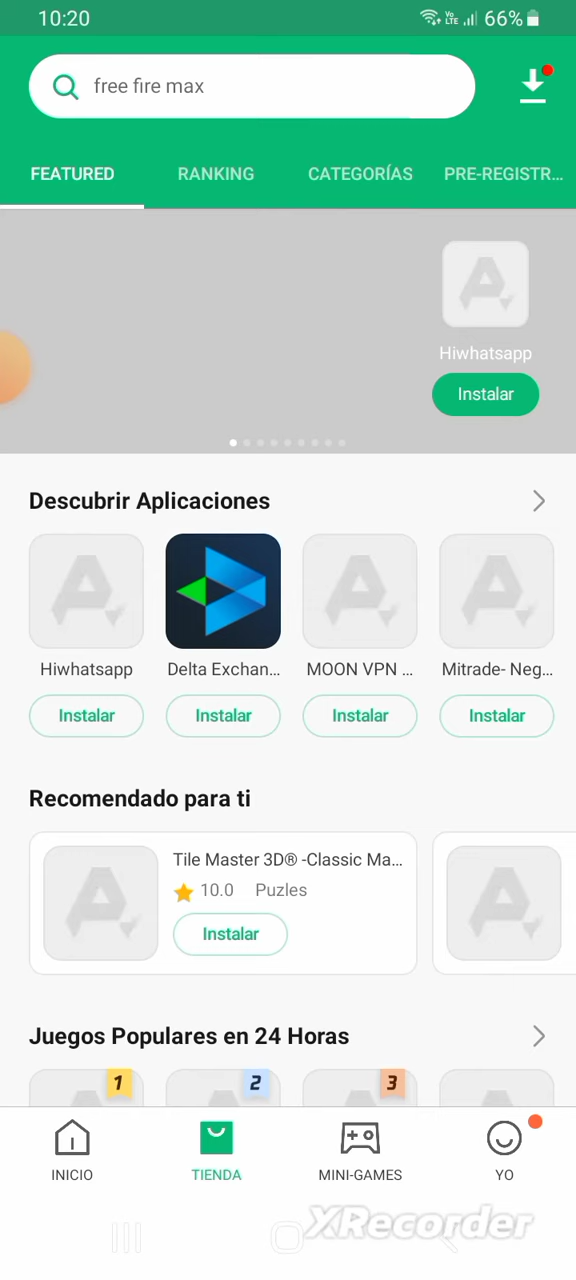 10:20
Vo LTE 66%
free fire max
FEATURED RANKING CATEGORÍAS PRE-REGISTR...
Hiwhatsapp
Instalar
Descubrir Aplicaciones
Hiwhatsapp Delta Exchan... MOON VPN ... Mitrade- Neg...
Instalar Instalar Instalar Instalar
Recomendado para ti
Tile Master 3D® -Classic Ma...
10.0 Puzles
Instalar
Juegos Populares en 24 Horas
1 2 3
INICIO TIENDA MINI-GAMES YO
XRecorder